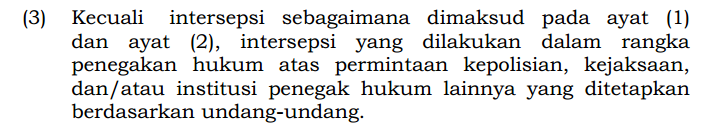 (3) Kecuali intersepsi sebagaimana dimaksud pada ayat (1)
dan ayat (2), intersepsi yang dilakukan dalam rangka
penegakan hukum atas permintaan kepolisian, kejaksaan,
dan/atau institusi penegak hukum lainnya yang ditetapkan
berdasarkan undang-undang.